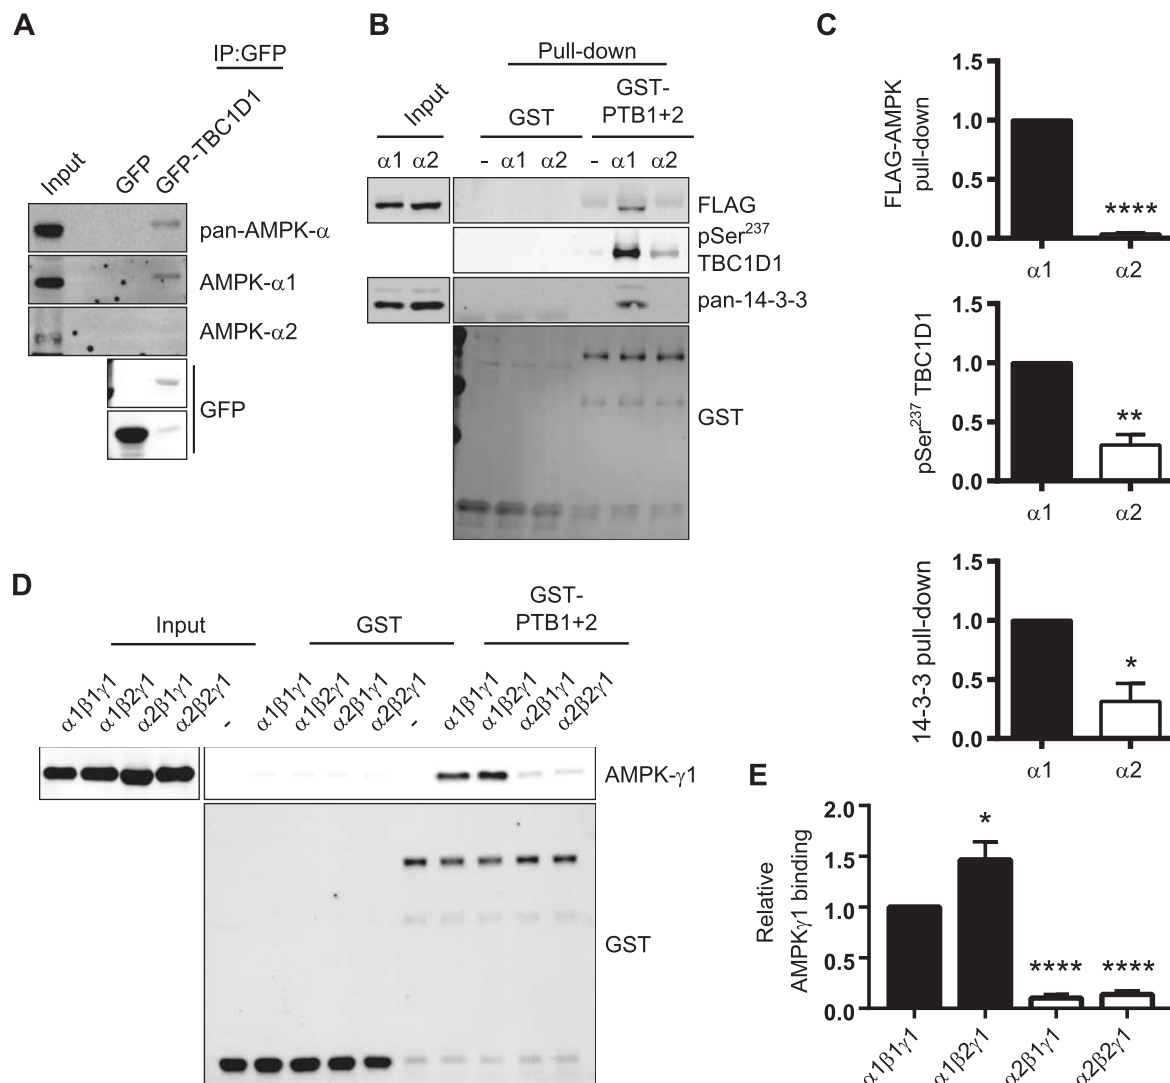 A
IP:GFP
Input
GFP
GFP-TBC1D1
pan-AMPK-α
AMPK-α1
AMPK-α2
GFP
B
Pull-down
Input
GST
GST-
PTB1+2
α1 α2 - α1 α2 - α1 α2
FLAG
pSer237
TBC1D1
pan-14-3-3
GST
C
FLAG-AMPK
pull-down
1.5
1.0
0.5
0.0
****
α1 α2
pSer237 TBC1D1
1.5
1.0
0.5
0.0
**
α1 α2
14-3-3 pull-down
1.5
1.0
0.5
0.0
*
α1 α2
D
Input
GST
GST-
PTB1+2
α1β1γ1
α1β2γ1
α2β1γ1
α2β2γ1
-
α1β1γ1
α1β2γ1
α2β1γ1
α2β2γ1
-
α1β1γ1
α1β2γ1
α2β1γ1
α2β2γ1
AMPK-γ1
GST
E
Relative
AMPKγ1 binding
2.0
1.5
1.0
0.5
0.0
*
**** ****
α1β1γ1
α1β2γ1
α2β1γ1
α2β2γ1